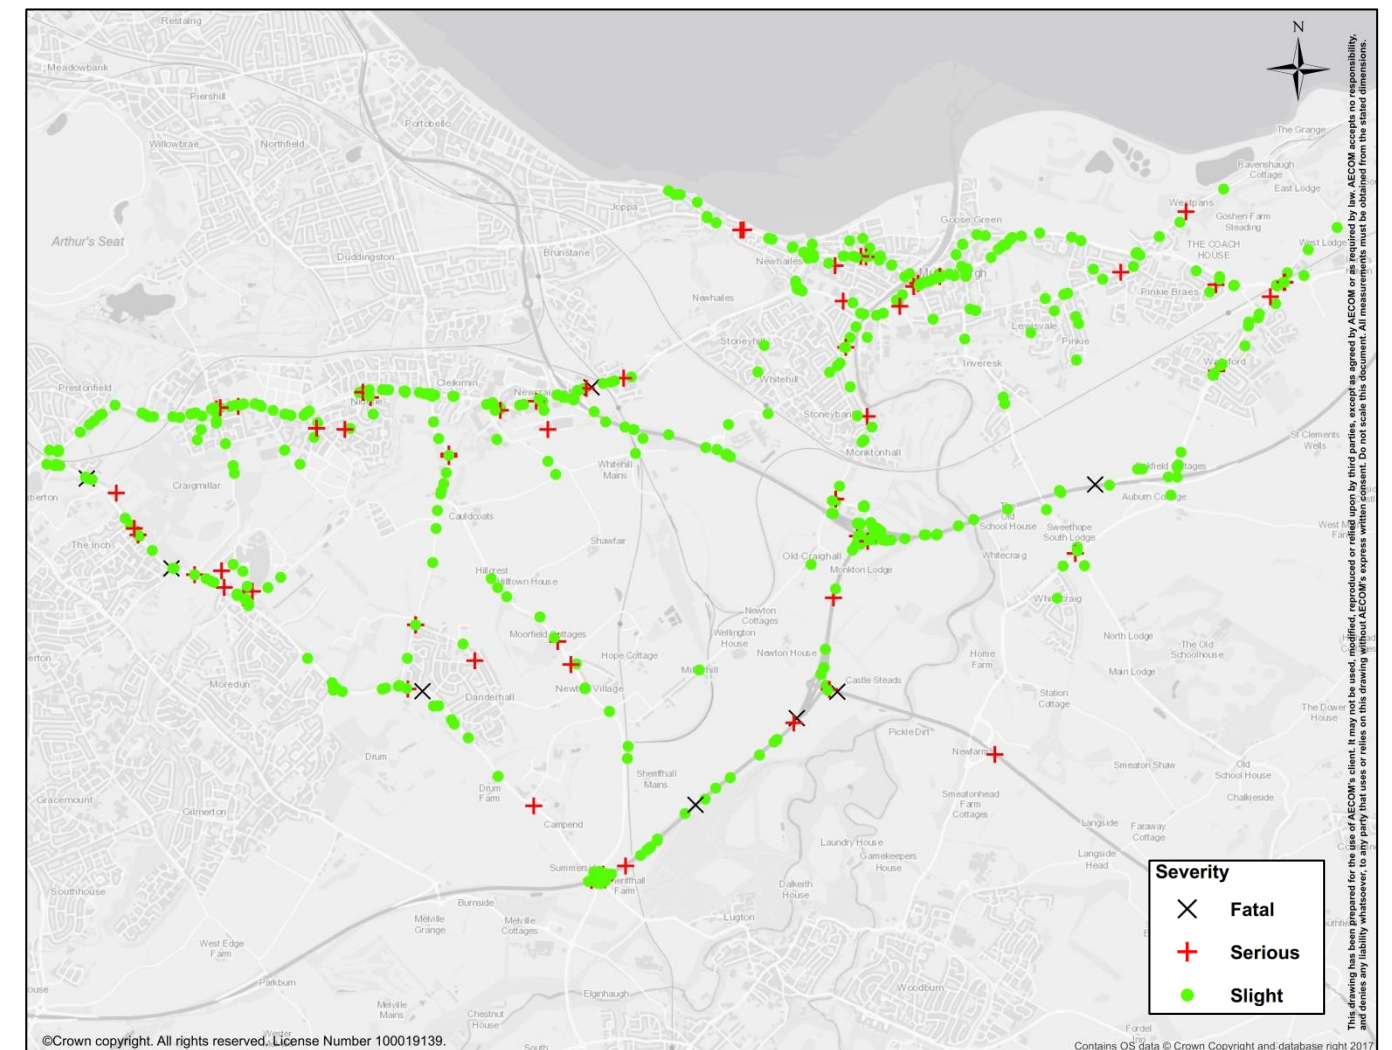 Restalrig
N
Meadowbank
Piershill
The Grange
Portobello
Willowbrae
Northfield
Ravenshaugh
Cottage
East Lodge
Joppa
Westpans
Goshen Farm
Steading
Goose Green
Arthur's Seat
Duddingston
Brunstane
THE COACH
HOUSE
West Lodge
Newhailes
Pinkie Braes
Newhailes
Lewisvale
Stoneyhill
Pinkie
Inveresk
Whitehill
Prestonfield
Cleikimin
Niddrie
Stoneybank
St Clements
Wells
Monktonhall
Whitehill
Mains
Craigmillar
Auburn Cottage
Cauldcoats
The
Old
School House
Sweethope
South Lodge
The Inch
Shawfair
Old Craighall
Whitecraig
Monkton Lodge
Hillcrest
Hilltown House
Whitecraig
Newton
Cottages
Moorfield Cottages
Wellington
House
North Lodge
The Old
Schoolhouse
Hope Cottage
Newton House
Home
Farm
Main Lodge
Moredun
Danderhall
Newton Village
Castle Steads
Station
Cottage
The Dower
House
Pickle Dirt
Drum
Newfarm
Sheriffhall
Mains
Smeaton Shaw
Old
School House
Drum
Farm
Smeatonhead
Farm
Cottages
Chalkieside
Gracemount
Gilmerton
Campend
Langside
Faraway
Cottage
Laundry House
Gamekeepers
House
Langside
Head
Southhouse
Sheriffhall
Farm
Dalkeith
House
Burnside
Melville
Grange
Melville
Cottages
Lugton
West Edge
Farm
Parkburn
Woodburn
Elginhaugh
Melville
Mains
Chestnut
House
Wester
South
Fordel
Severity
Fatal
Serious
Slight
©Crown copyright. All rights reserved. License Number 100019139.
Contains OS data © Crown Copyright and database right 2017
This drawing has been prepared for the use of AECOM's client. It may not be used, modified, reproduced or relied upon by third parties, except as agreed by AECOM or as required by law. AECOM accepts no responsibility,
and denies any liability whatsoever, to any party that uses or relies on this drawing without AECOM's express written consent. Do not scale this document. All measurements must be obtained from the stated dimensions.